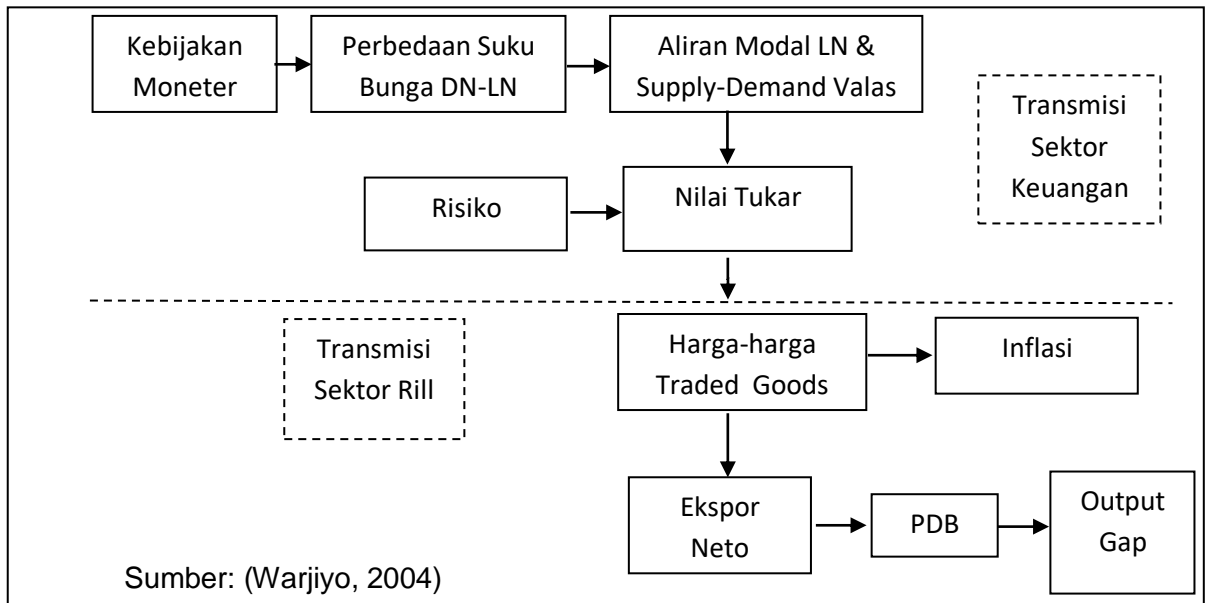 Kebijakan
Moneter
Perbedaan Suku
Bunga DN-LN
Aliran Modal LN &
Supply-Demand Valas
Transmisi
Sektor
Keuangan
Risiko
Nilai Tukar
Transmisi
Sektor Rill
Harga-harga
Traded Goods
Inflasi
Ekspor
Neto
PDB
Output
Gap
Sumber: (Warjiyo, 2004)